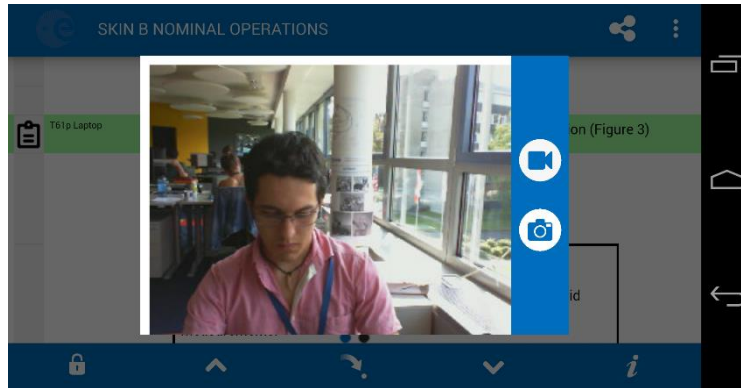 SKIN B NOMINAL OPERATIONS
T61p Laptop
on (Figure 3)
id